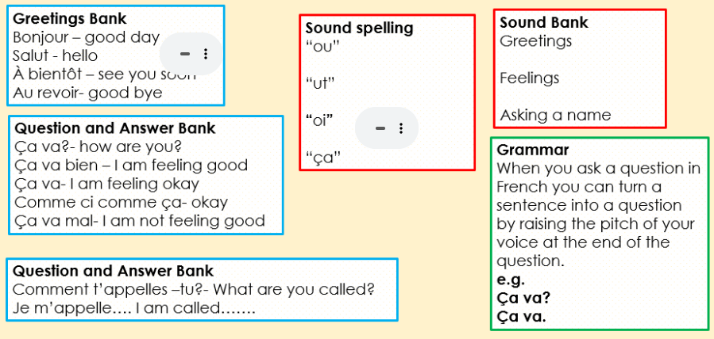 Greetings Bank
Bonjour – good day
Salut - hello
À bientôt – see you soon
Au revoir- good bye
Question and Answer Bank
Ça va?- how are you?
Ça va bien – I am feeling good
Ça va- I am feeling okay
Comme ci comme ça- okay
Ça va mal- I am not feeling good
Question and Answer Bank
Comment t’appelles –tu?- What are you called?
Je m’appelle…. I am called…….
Sound spelling
“ou”
“ut”
“oi”
“ça”
Sound Bank
Greetings
Feelings
Asking a name
Grammar
When you ask a question in
French you can turn a
sentence into a question
by raising the pitch of your
voice at the end of the
question.
e.g.
Ça va?
Ça va.